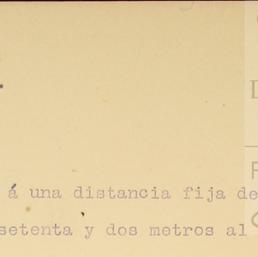 á una distancia fija de
setenta y dos metros al